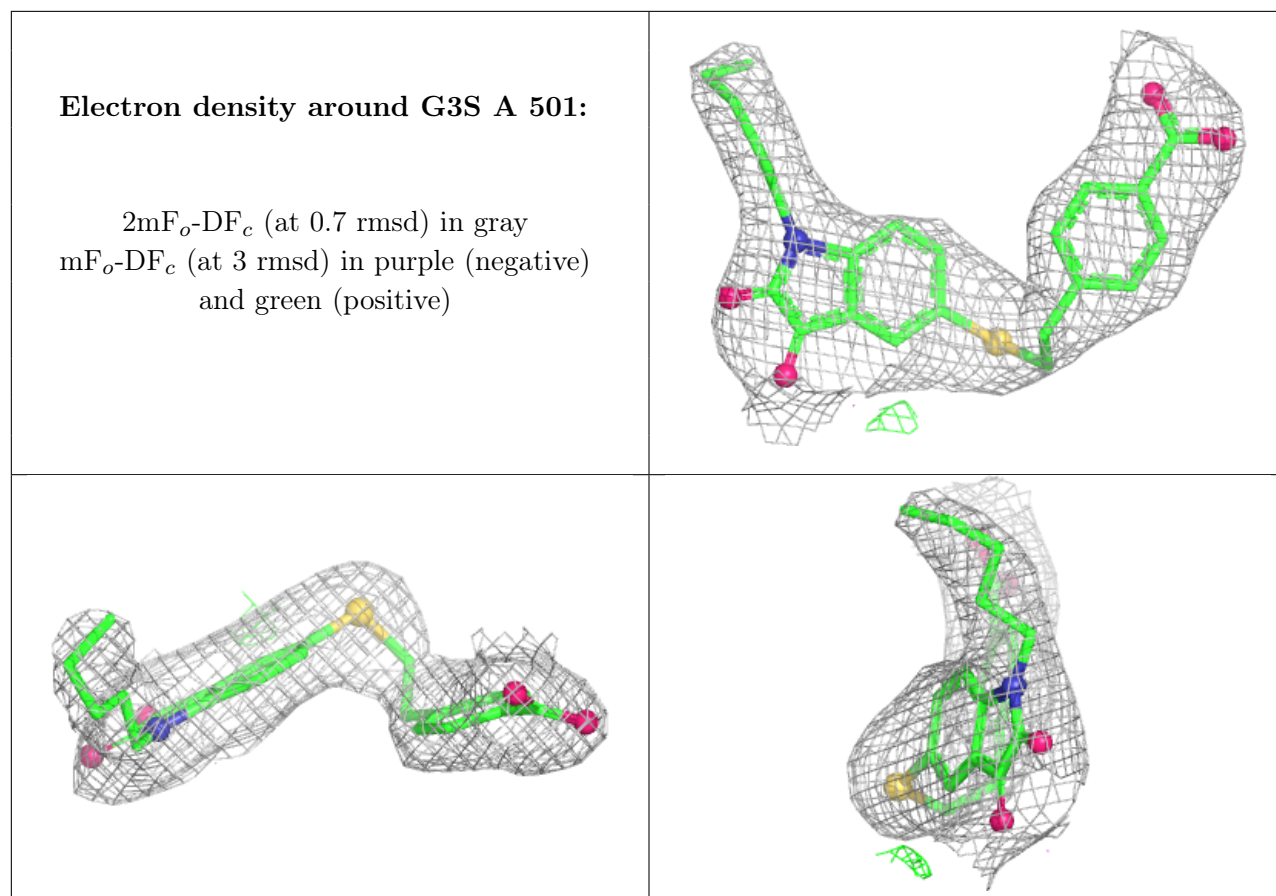 Electron density around G3S A 501:
2mFo-DFc (at 0.7 rmsd) in gray
mFo-DFc (at 3 rmsd) in purple (negative)
and green (positive)